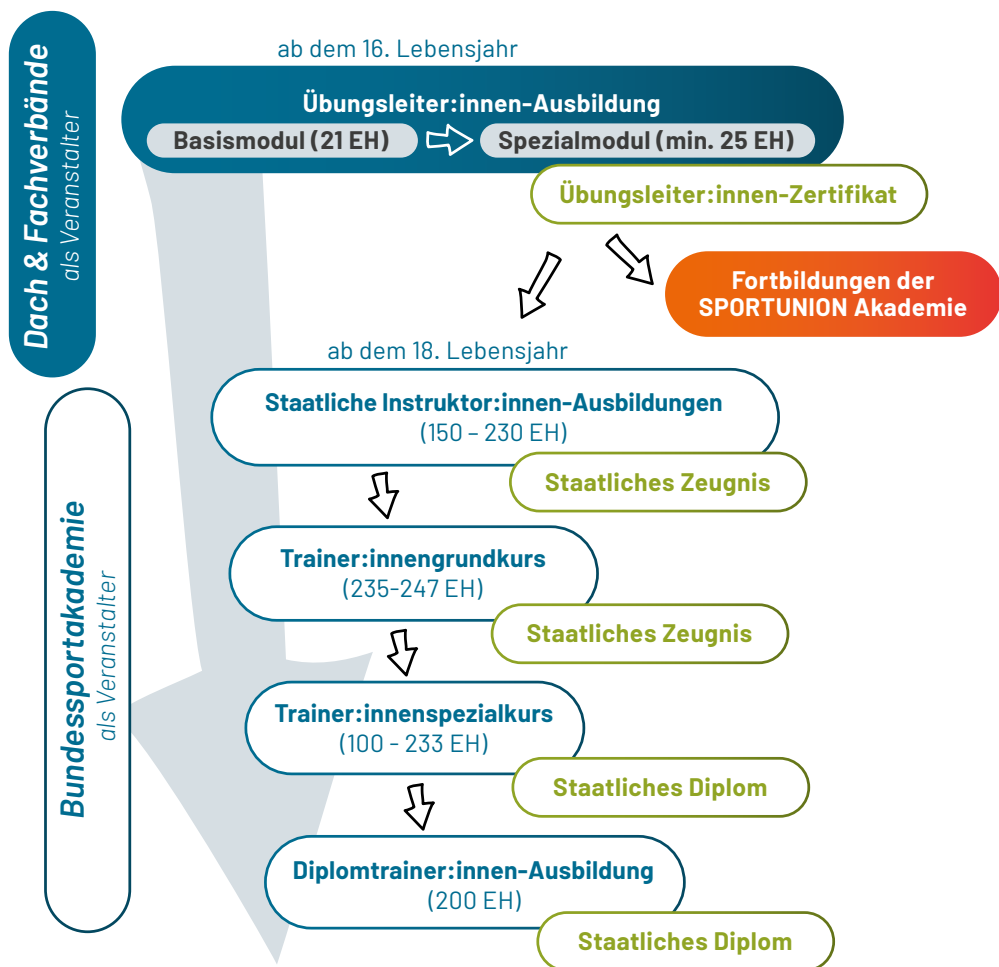 Dach & Fachverbände
als Veranstalter
ab dem 16. Lebensjahr
Übungsleiter:innen-Ausbildung
Basismodul (21 EH)
Spezialmodul (min. 25 EH)
Übungsleiter:innen-Zertifikat
Fortbildungen der
SPORTUNION Akademie
Bundessportakademie
als Veranstalter
ab dem 18. Lebensjahr
Staatliche Instruktor:innen-Ausbildungen
(150 – 230 EH)
Staatliches Zeugnis
Trainer:innengrundkurs
(235-247 EH)
Staatliches Zeugnis
Trainer:innenspezialkurs
(100 - 233 EH)
Staatliches Diplom
Diplomtrainer:innen-Ausbildung
(200 EH)
Staatliches Diplom